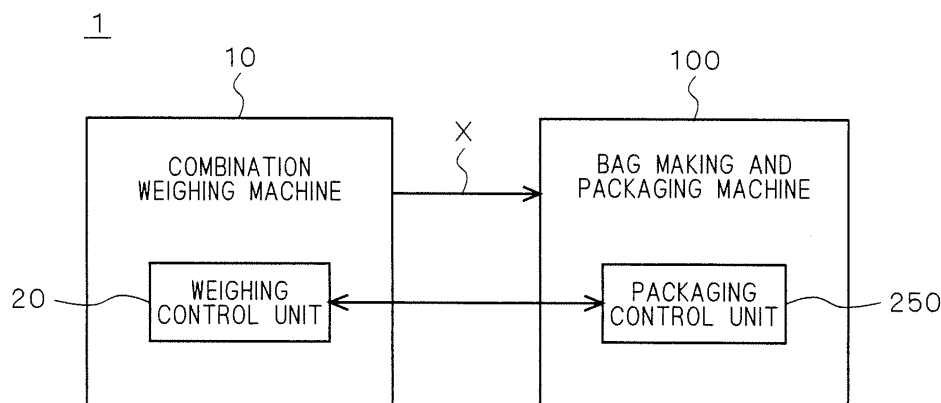 1
10
100
X
COMBINATION
WEIGHING MACHINE
BAG MAKING AND
PACKAGING MACHINE
20
WEIGHING
CONTROL UNIT
PACKAGING
CONTROL UNIT
250